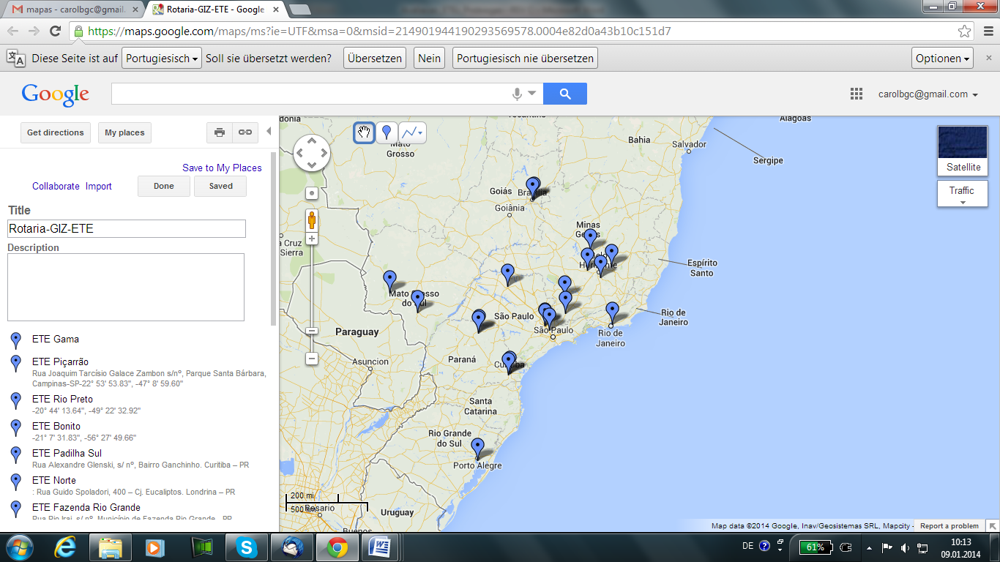 mapas - carolbgc@gmail.
Rotaria-GIZ-ETE - Google
https://maps.google.com/maps/ms?ie=UTF&msa=0&msid=214901944190293569578.0004e82d0a43b10c151d7
Diese Seite ist auf Portugiesisch Soll sie übersetzt werden? Übersetzen Nein Portugiesisch nie übersetzen Optionen
Google
carolbgc@gmail.com
Get directions
My places
Save to My Places
Collaborate Import Done Saved
Title
Rotaria-GIZ-ETE
Description
ETE Gama
ETE Piçarrão
Rua Joaquim Tarcísio Galace Zambon s/nº, Parque Santa Bárbara,
Campinas-SP-22° 53' 53.83", -47° 8' 59.60"
ETE Rio Preto
-20° 44' 13.64", -49° 22' 32.92"
ETE Bonito
-21° 7' 31.83", -56° 27' 49.66"
ETE Padilha Sul
Rua Alexandre Glenski, s/ nº, Bairro Ganchinho. Curitiba – PR
ETE Norte
: Rua Guido Spoladori, 400 – Cj. Eucaliptos. Londrina – PR
ETE Fazenda Rio Grande
Rua Rio Irai, s/ nº, Município de Fazenda Rio Grande - PR
donia
Tocantins
Alagoas
Mato
Grosso
Bahia
Salvador
Sergipe
Satellite
Traffic
Goiás
Goiânia
Minas
a Cruz
Sierra
Espírito
Santo
Mato Grosso
do Sul
São Paulo
Rio de
Janeiro
São Paulo
Rio de
Janeiro
Paraguay
Asuncion
Paraná
Santa
Catarina
Rio Grande
do Sul
Porto Alegre
200 mi
500 km
Rosario
Uruguay
Buenos
Map data ©2014 Google, Inav/Geosistemas SRL, Mapcity -
Report a problem
DE
61%
10:13
09.01.2014